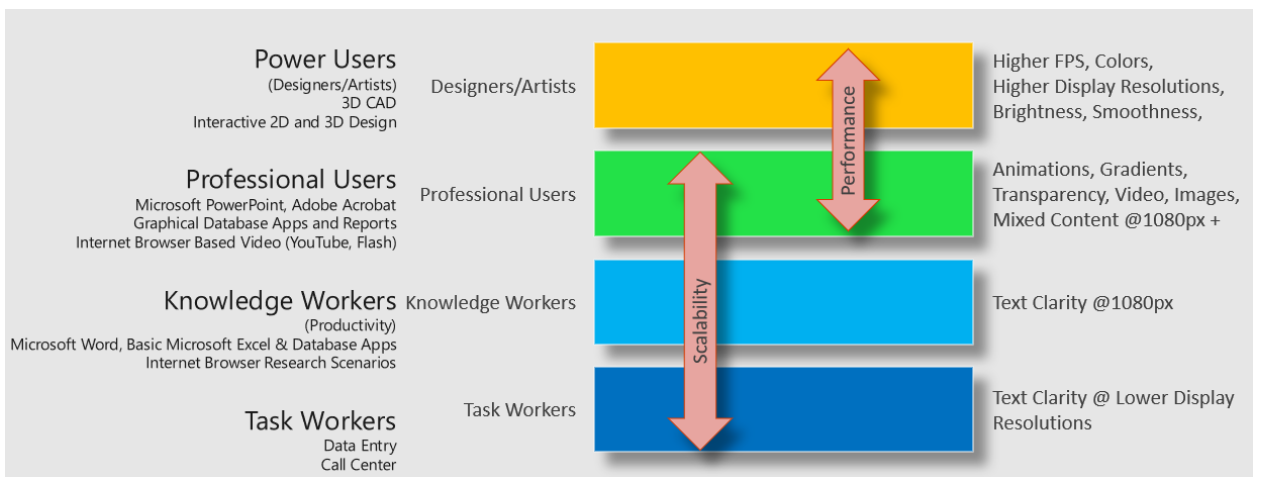 Power Users
(Designers/Artists)
3D CAD
Interactive 2D and 3D Design
Designers/Artists
Higher FPS, Colors,
Higher Display Resolutions,
Brightness, Smoothness,
Performance
Professional Users
Microsoft PowerPoint, Adobe Acrobat
Graphical Database Apps and Reports
Internet Browser Based Video (YouTube, Flash)
Professional Users
Animations, Gradients,
Transparency, Video, Images,
Mixed Content @1080px +
Scalability
Knowledge Workers
(Productivity)
Microsoft Word, Basic Microsoft Excel & Database Apps
Internet Browser Research Scenarios
Knowledge Workers
Text Clarity @1080px
Task Workers
Data Entry
Call Center
Task Workers
Text Clarity @ Lower Display
Resolutions